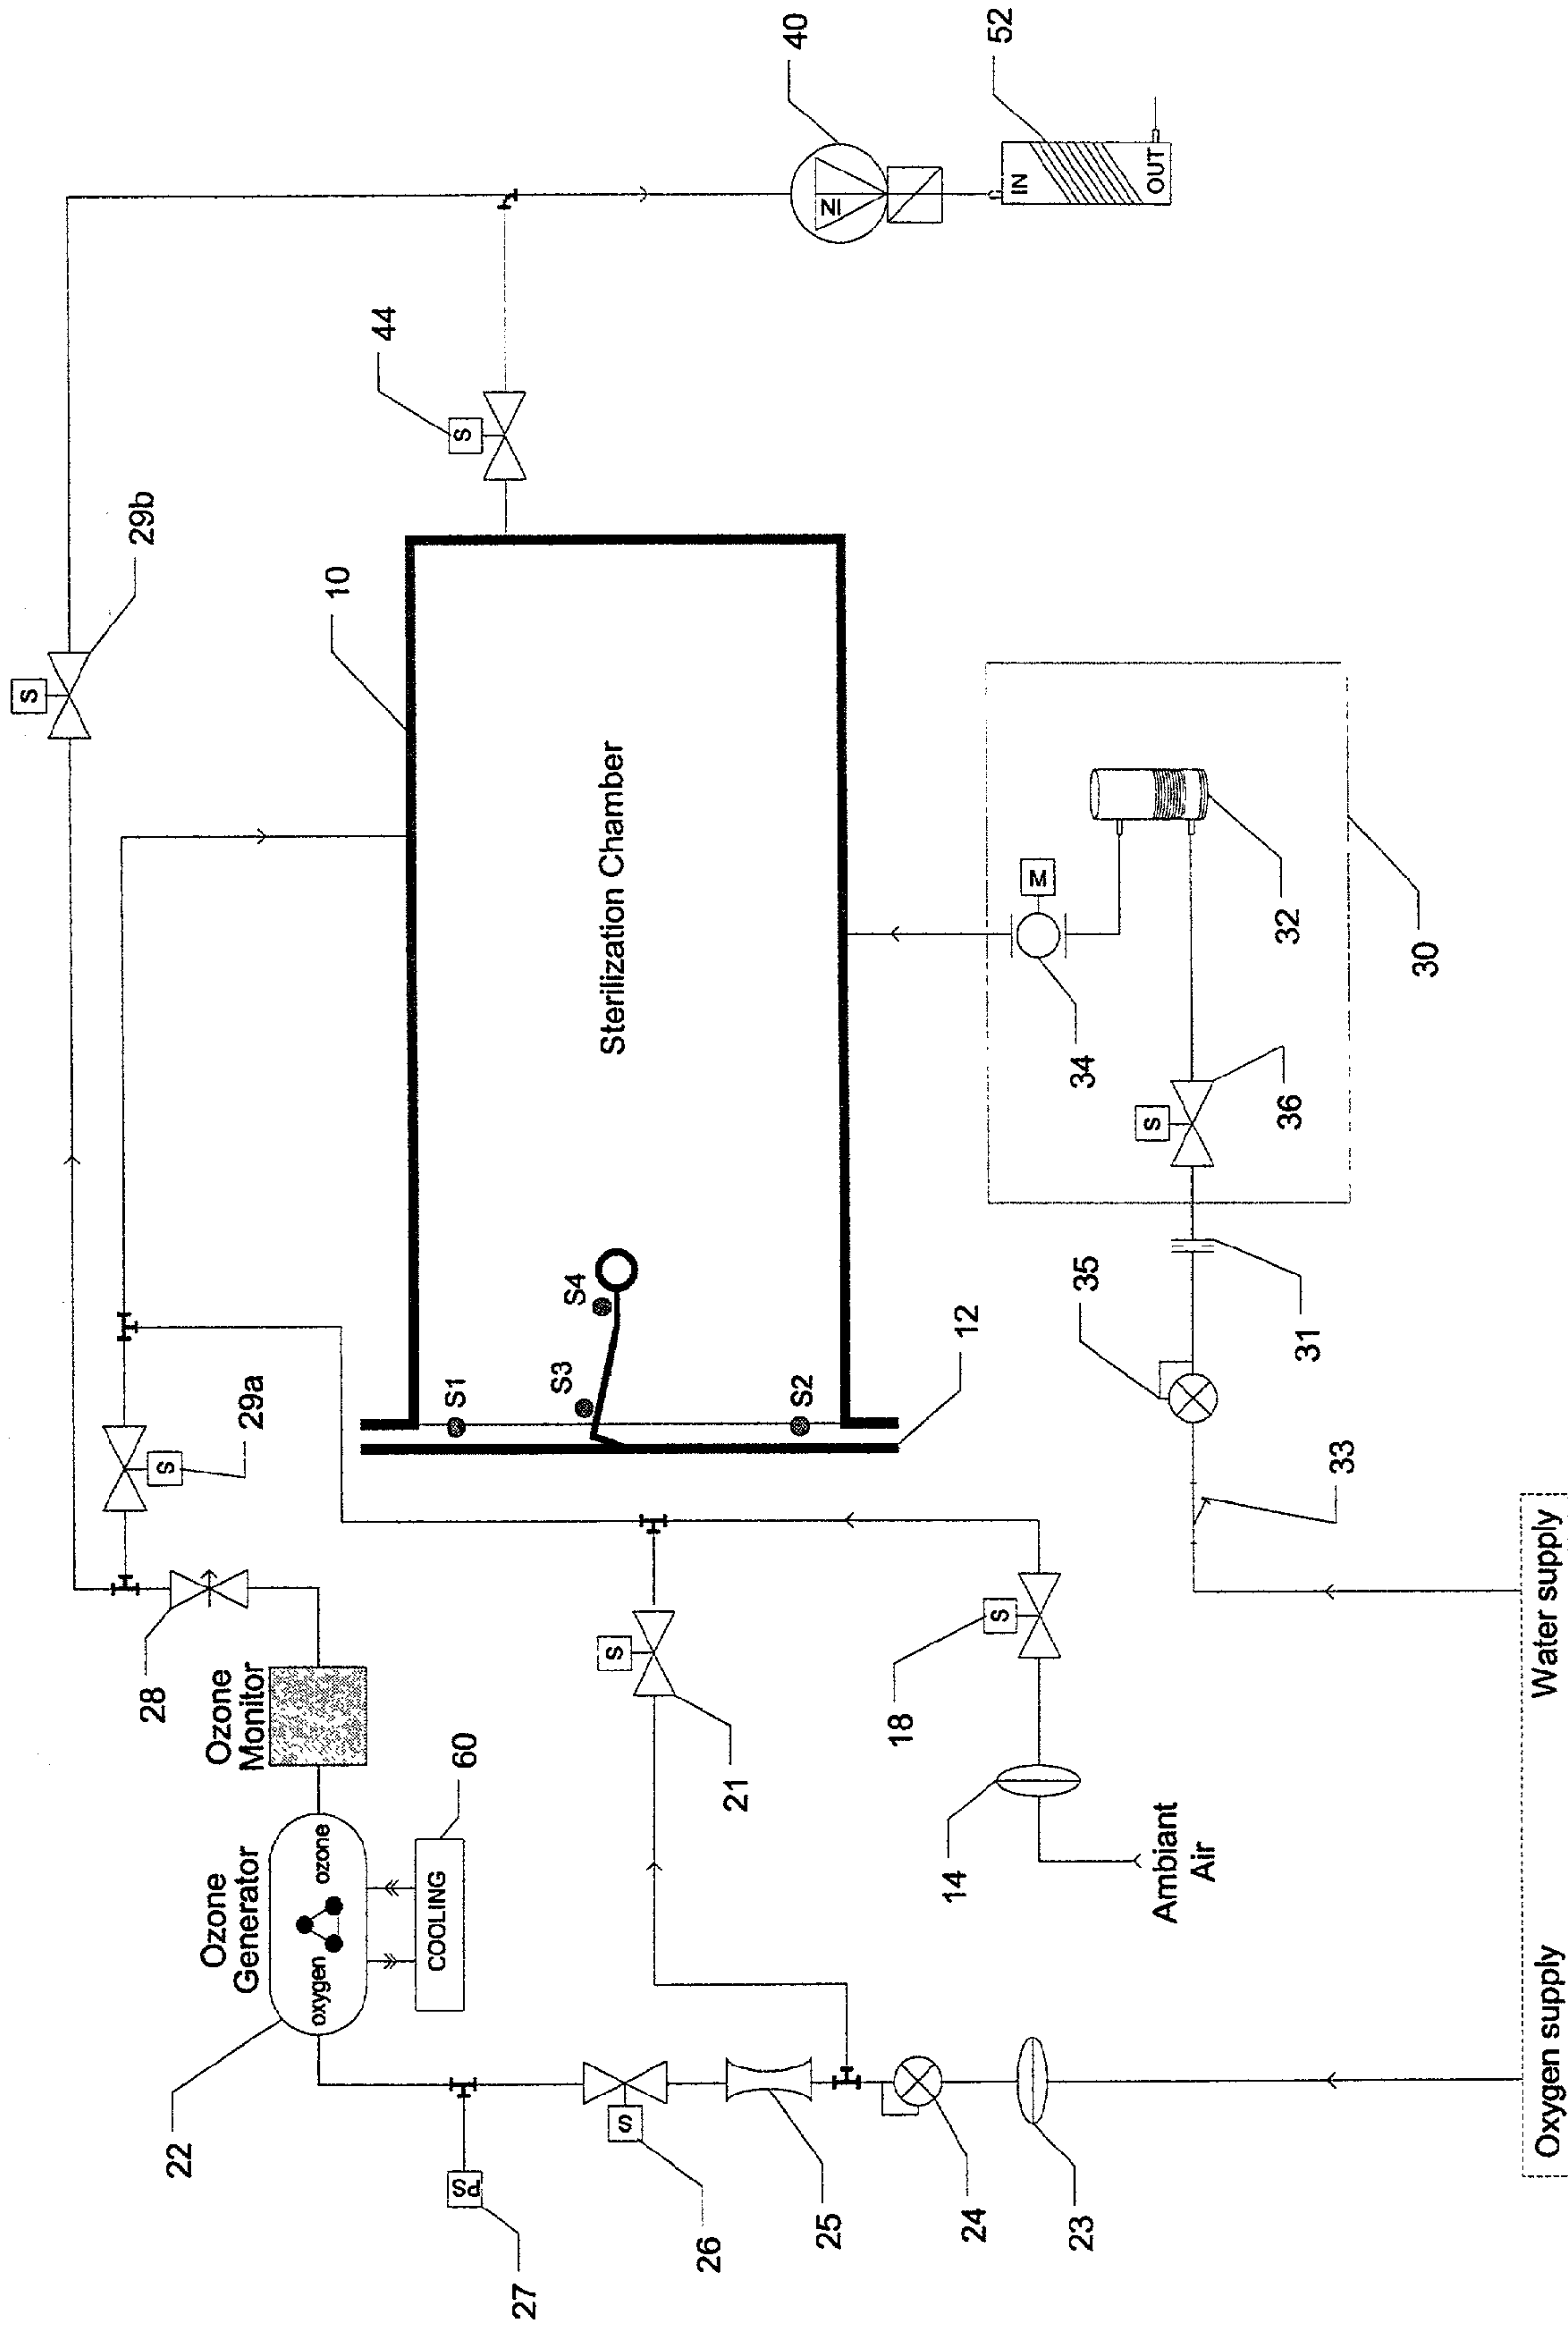 S
29b
Ozone
Generator
Ozone
Monitor
28
29a
S
10
22
oxygen
ozone
COOLING
60
44
S
27
Sd
S1
S3
S4
Sterilization Chamber
S2
26
S
S
21
25
24
23
40
NI
12
18
S
14
Ambiant
Air
52
IN
OUT
M
34
35
S
36
31
32
33
30
Oxygen supply
Water supply